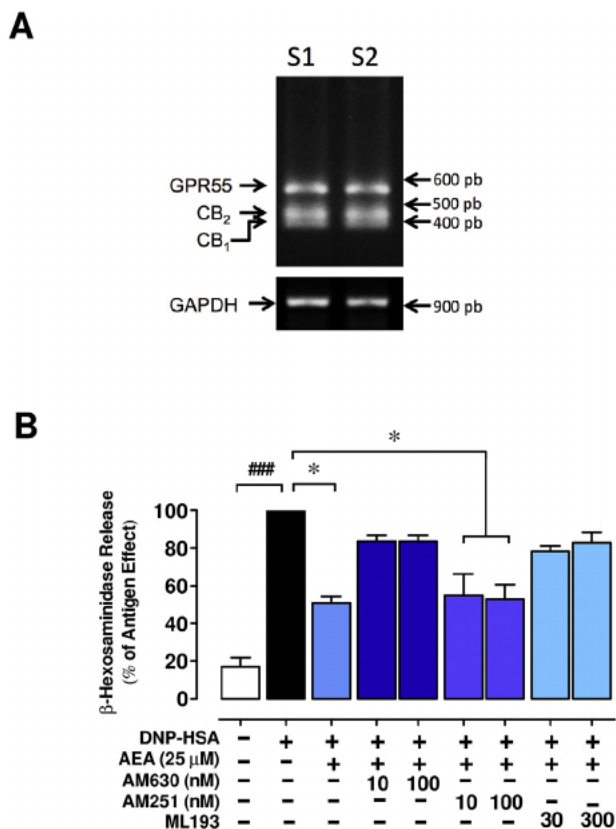 A
S1 S2
GPR55 600 pb
500 pb
CB2
400 pb
CB1
GAPDH 900 pb
B
*
### *
β-Hexosaminidase Release
(% of Antigen Effect)
100
80
60
40
20
0
DNP-HSA – + + + + + + + +
AEA (25 μM) – – + + + + + + +
AM630 (nM) – – – 10 100 – – – –
AM251 (nM) – – – – – 10 100 – –
ML193 – – – – – – – 30 300